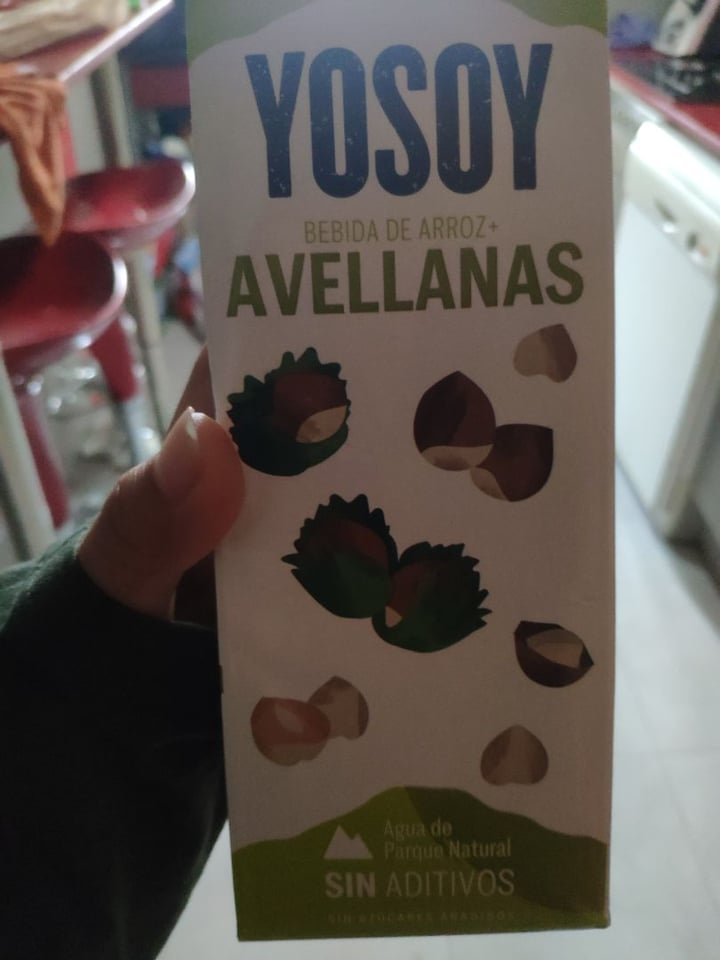 YOSOY
BEBIDA DE ARROZ+
AVELLANAS
Agua de
Parque Natural
SIN ADITIVOS
SIN AZÚCARES AÑADIDOS